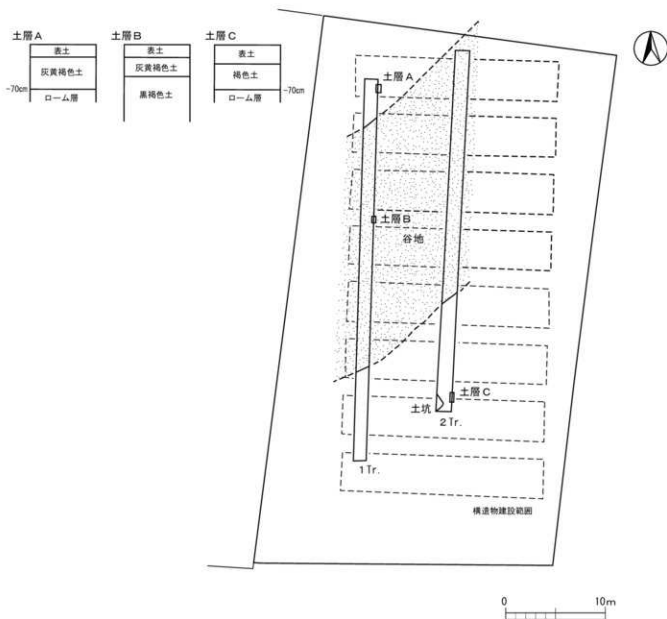 土層A
表土
灰黄褐色土
-70cm
ローム層
土層B
表土
灰黄褐色土
黒褐色土
土層C
表土
褐色土
-70cm
ローム層
土層A
土層B
谷地
土層C
土坑
2Tr.
1Tr.
構造物建設範囲
0 10m